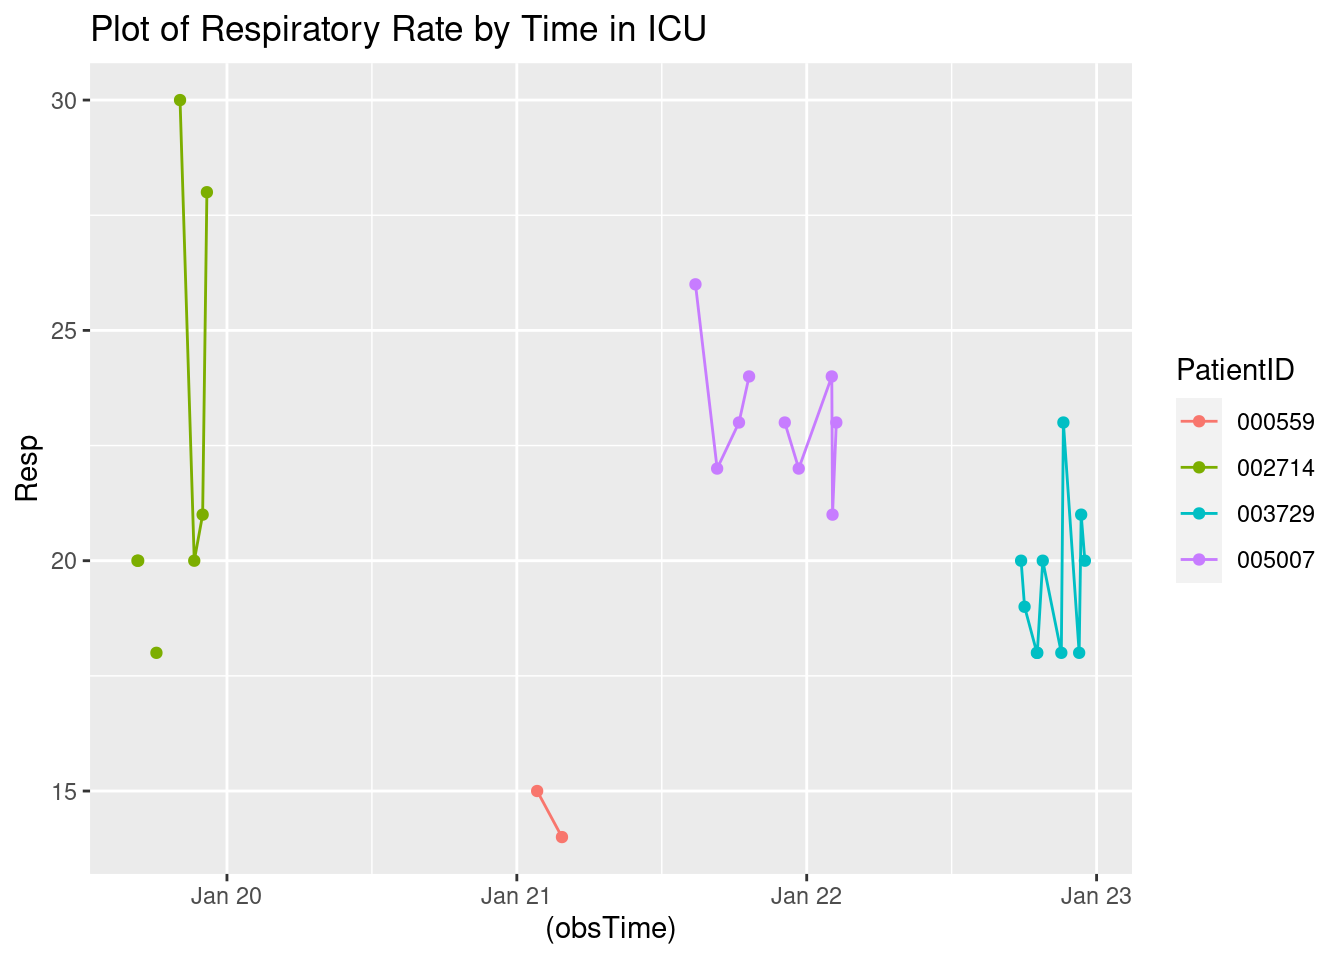 Plot of Respiratory Rate by Time in ICU
30
25
20
15
Resp
Jan 20 Jan 21 Jan 22 Jan 23
(obsTime)
PatientID
000559
002714
003729
005007